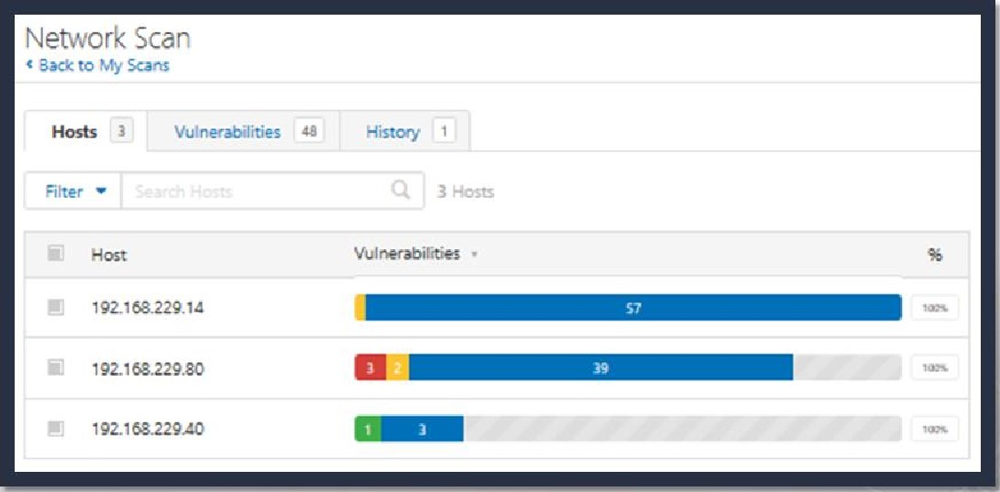 Network Scan
Back to My Scans
Hosts 3 Vulnerabilities 48 History 1
Filter Search Hosts 3 Hosts
Host Vulnerabilities %
192.168.229.14 57 100%
192.168.229.80 3 2 39 100%
192.168.229.40 1 3 100%